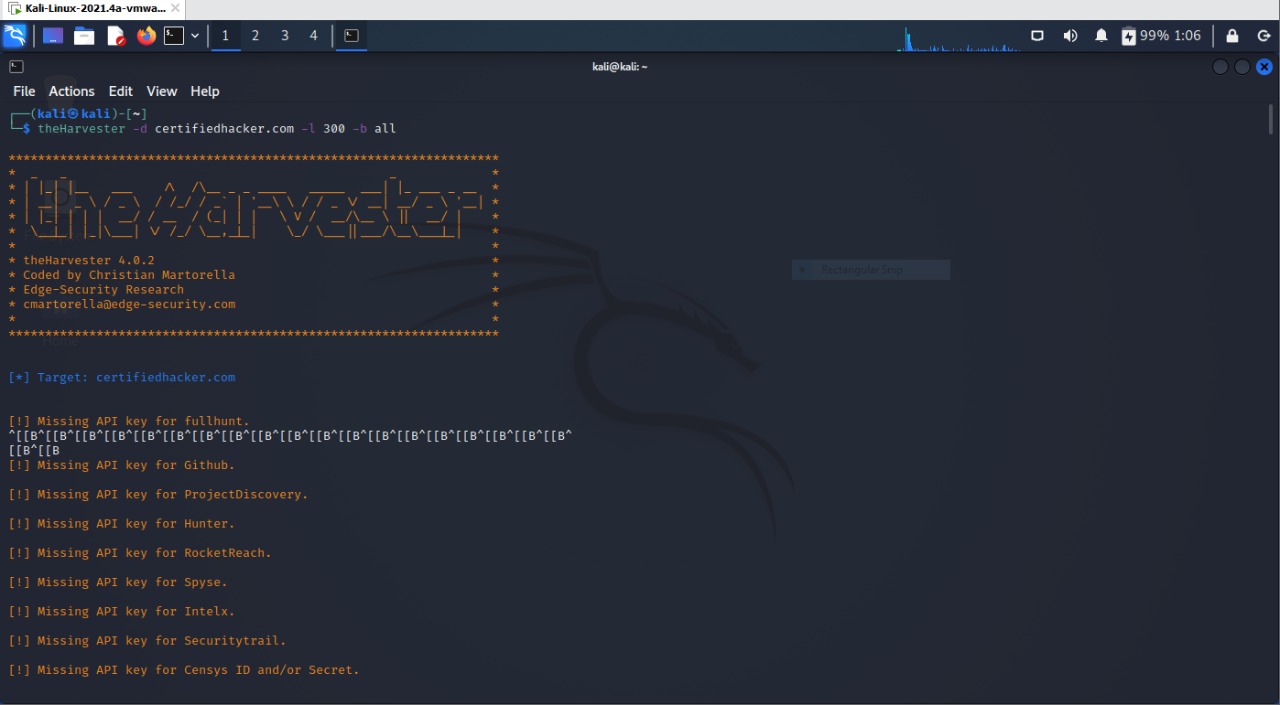 Kali-Linux-2021.4a-vmwa...
1 2 3 4
99% 1:06
kali@kali: ~
File Actions Edit View Help
(kali㉿kali)-[~]
$ theHarvester -d certifiedhacker.com -l 300 -b all
* theHarvester 4.0.2
* Coded by Christian Martorella
* Edge-Security Research
* cmartorella@edge-security.com
Rectangular Snip
Home
[*] Target: certifiedhacker.com
[!] Missing API key for fullhunt.
^[[B^[[B^[[B^[[B^[[B^[[B^[[B^[[B^[[B^[[B^[[B^[[B^[[B^[[B^[[B^[[B^[[B^[[B^[[B^
[[B^[[B
[!] Missing API key for Github.
[!] Missing API key for ProjectDiscovery.
[!] Missing API key for Hunter.
[!] Missing API key for RocketReach.
[!] Missing API key for Spyse.
[!] Missing API key for Intelx.
[!] Missing API key for Securitytrail.
[!] Missing API key for Censys ID and/or Secret.